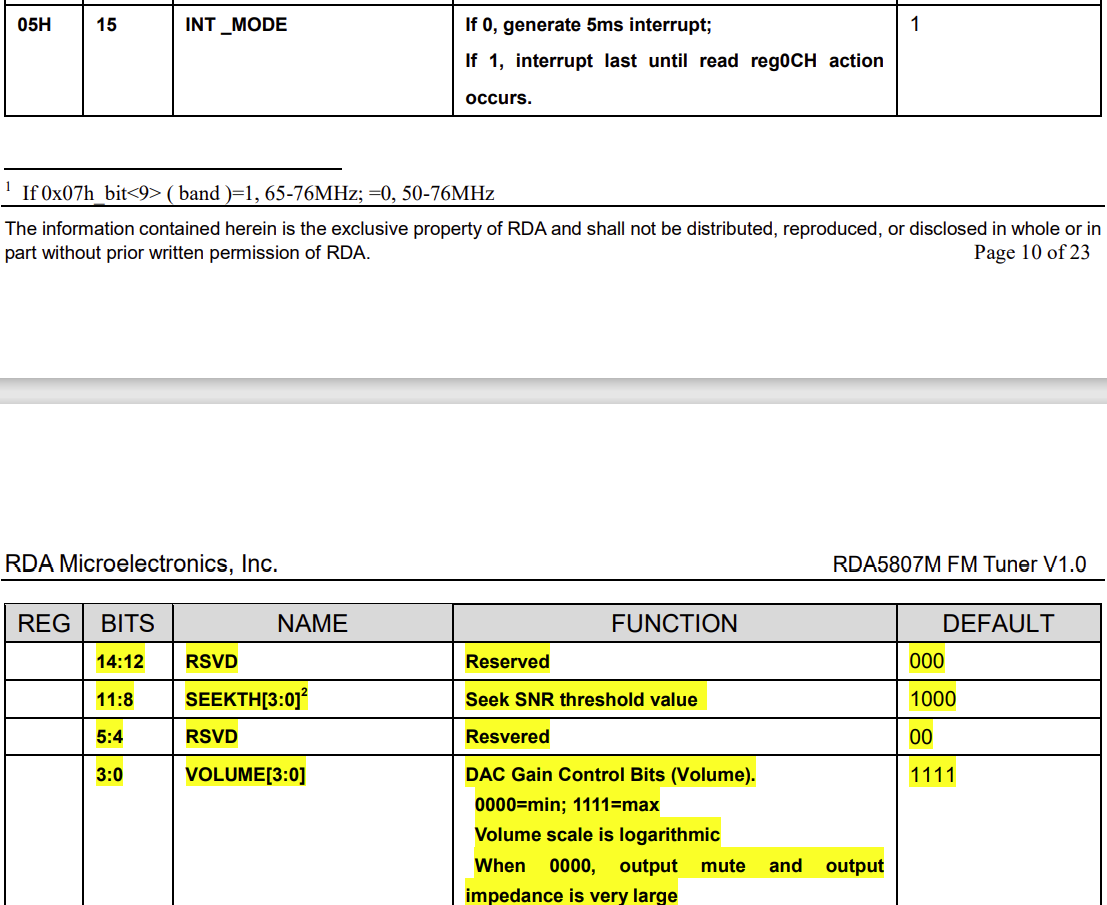 05H 15 INT _MODE If 0, generate 5ms interrupt; 1
If 1, interrupt last until read reg0CH action
occurs.
1 If 0x07h_bit<9> ( band )=1, 65-76MHz; =0, 50-76MHz
The information contained herein is the exclusive property of RDA and shall not be distributed, reproduced, or disclosed in whole or in
part without prior written permission of RDA. Page 10 of 23
RDA Microelectronics, Inc. RDA5807M FM Tuner V1.0
REG BITS NAME FUNCTION DEFAULT
14:12 RSVD Reserved 000
11:8 SEEKTH[3:0]2 Seek SNR threshold value 1000
5:4 RSVD Resvered 00
3:0 VOLUME[3:0] DAC Gain Control Bits (Volume). 1111
0000=min; 1111=max
Volume scale is logarithmic
When 0000, output mute and output
impedance is very large